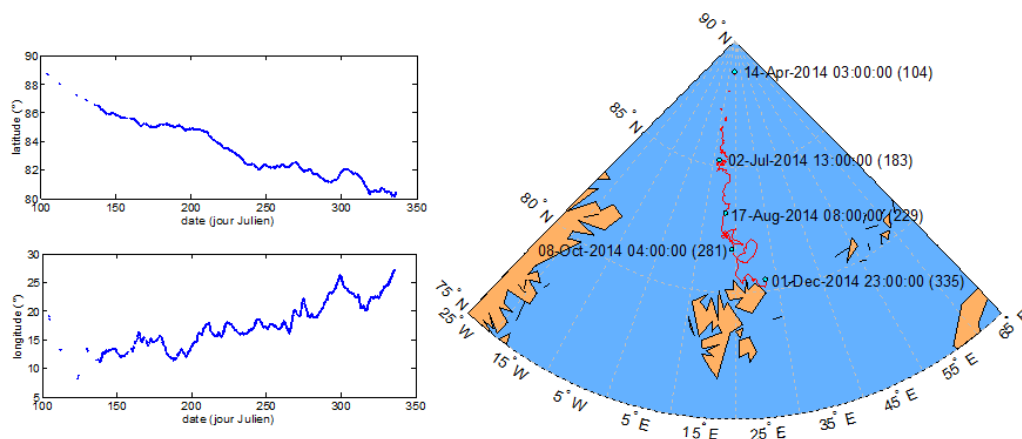 90
88
86
84
82
80
latitude (°)
100
150
200
250
300
350
date (jour Julien)
30
25
20
15
10
5
longitude (°)
100
150
200
250
300
350
date (jour Julien)
90°N
85°N
80°N
75°N
14-Apr-2014 03:00:00 (104)
02-Jul-2014 13:00:00 (183)
17-Aug-2014 08:00:00 (229)
08-Oct-2014 04:00:00 (281)
01-Dec-2014 23:00:00 (335)
25°W
15°W
5°W
5°E
15°E
25°E
35°E
45°E
55°E
65°E